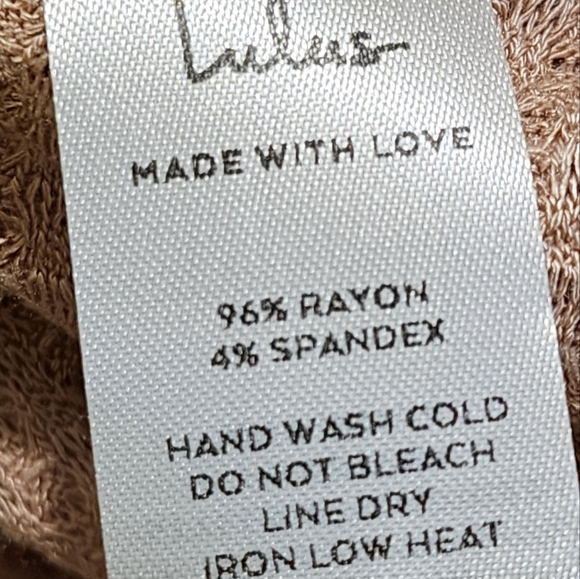 Lulus
MADE WITH LOVE
96% RAYON
4% SPANDEX
HAND WASH COLD
DO NOT BLEACH
LINE DRY
IRON LOW HEAT